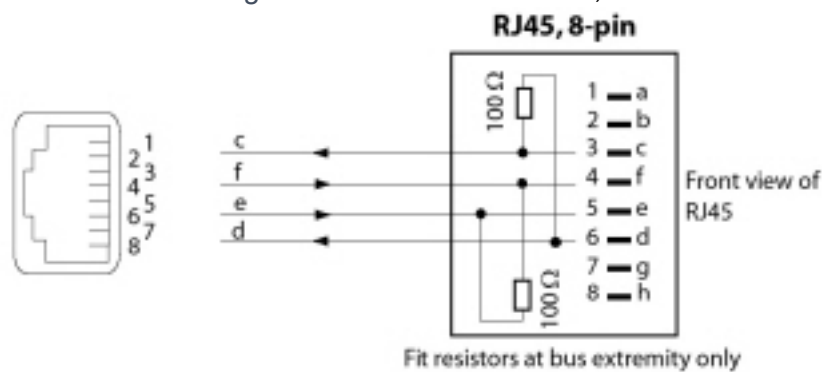 RJ45, 8-pin
100 Ω
1 a
2 b
1 c 3 c
2 3 f 4 f Front view of
4 5 e 5 e RJ45
6 7 d 6 d
8 7 g
100 Ω 8 h
Fit resistors at bus extremity only